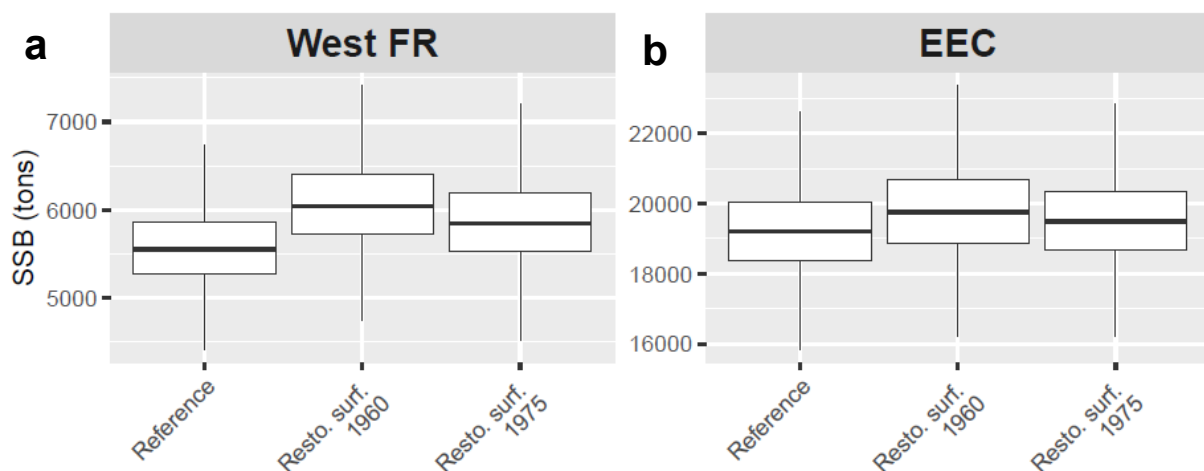 a
West FR
SSB (tons)
7000
6000
5000
Reference
Resto. surf.
1960
Resto. surf.
1975
b
EEC
22000
20000
18000
16000
Reference
Resto. surf.
1960
Resto. surf.
1975